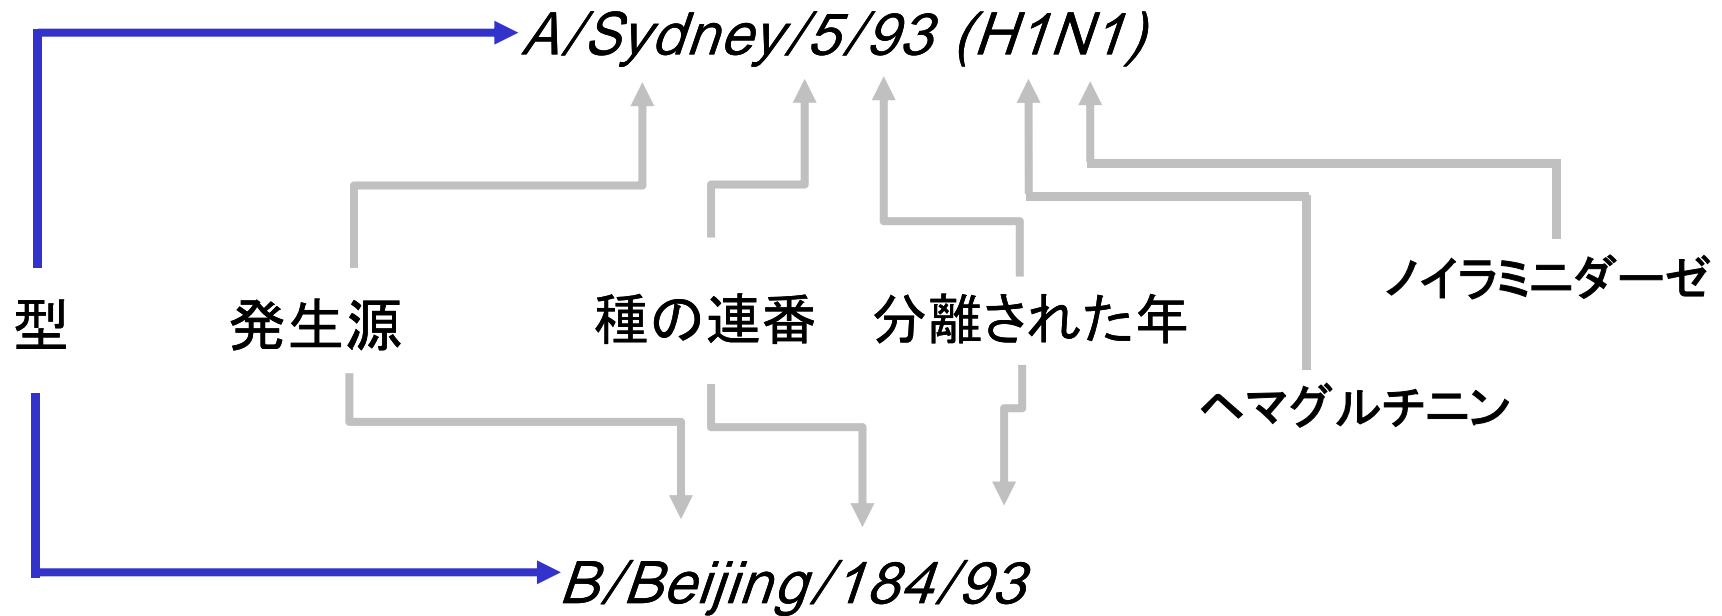 A/Sydney/5/93 (H1N1)
ノイラミニダーゼ
型
発生源
種の連番
分離された年
ヘマグルチニン
B/Beijing/184/93